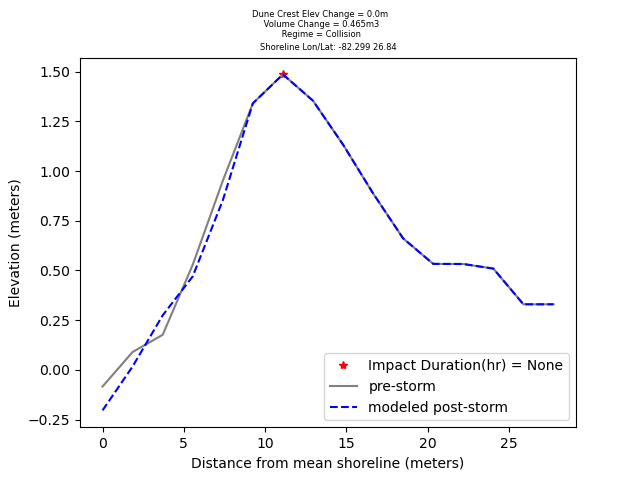 Dune Crest Elev Change = 0.0m
Volume Change = 0.465m3
Regime = Collision
Shoreline Lon/Lat: -82.299 26.84
1.50
1.25
1.00
0.75
0.50
0.25
0.00
−0.25
Elevation (meters)
Impact Duration(hr) = None
pre-storm
modeled post-storm
0 5 10 15 20 25
Distance from mean shoreline (meters)